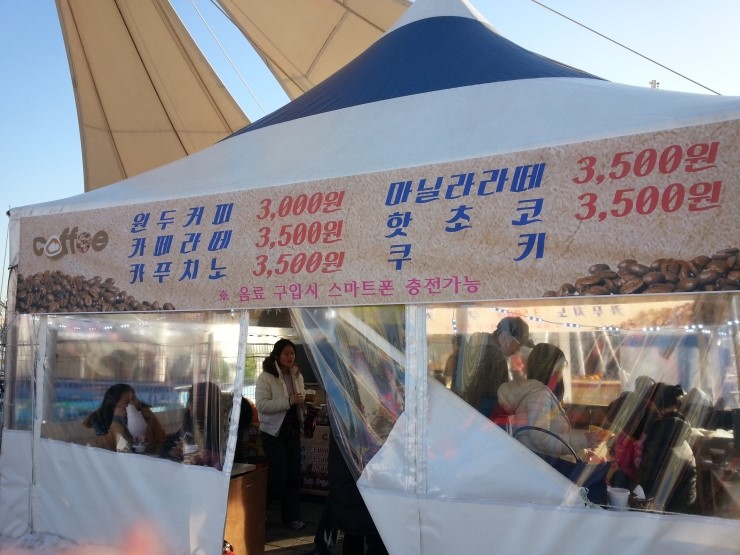 coffee
원두커피 3,000원
카페라떼 3,500원
카푸치노 3,500원
마닐라라떼 3,500원
핫초코 3,500원
쿠키
※ 음료 구입시 스마트폰 충전가능